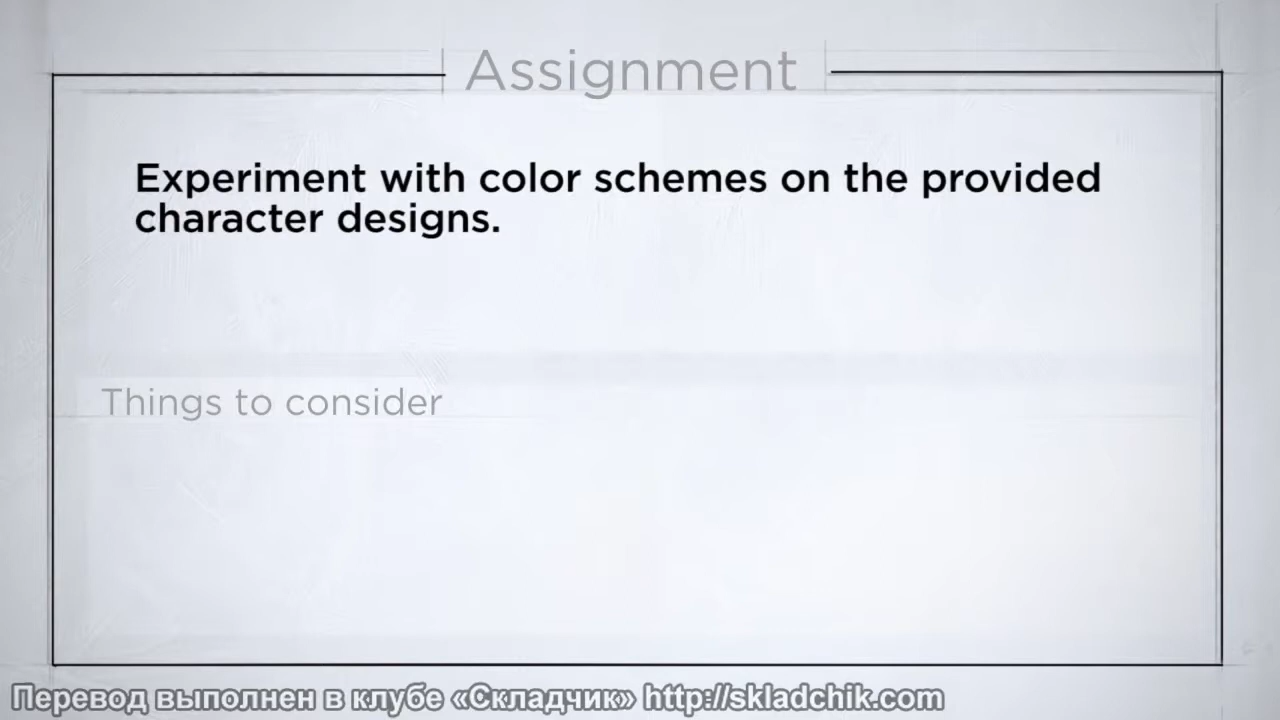 Assignment
Experiment with color schemes on the provided
character designs.
Things to consider
Перевод выполнен в клубе «Складчик» http://skladchik.com